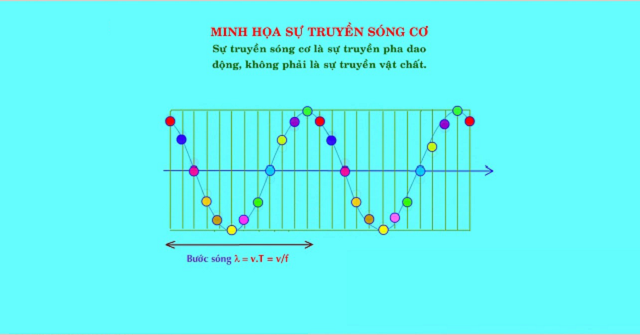 MINH HỌA SỰ TRUYỀN SÓNG CƠ
Sự truyền sóng cơ là sự truyền pha dao
động, không phải là sự truyền vật chất.
Bước sóng λ = v.T = v/f